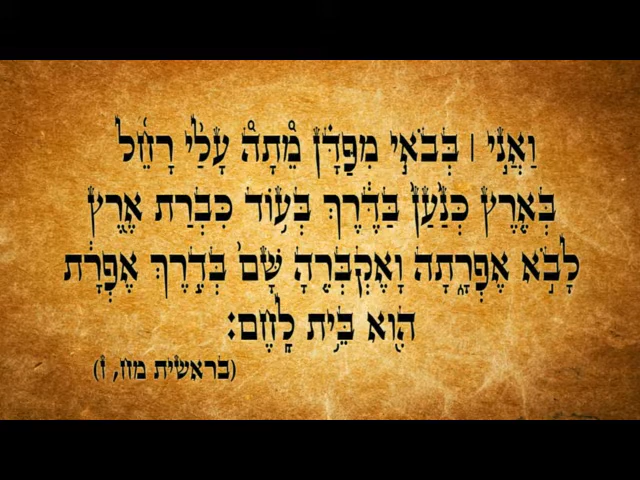 וַאֲנִ֣י ׀ בְּבֹאִ֣י מִפַּדָּ֗ן מֵ֩תָה֩ עָלַ֨י רָחֵ֜ל
בְּאֶ֤רֶץ כְּנַ֙עַן֙ בַּדֶּ֔רֶךְ בְּע֥וֹד כִּבְרַת אֶ֖רֶץ
לָבֹ֣א אֶפְרָ֑תָה וָאֶקְבְּרֶ֤הָ שָּׁם֙ בְּדֶ֣רֶךְ אֶפְרָ֔ת
הִ֖וא בֵּ֥ית לָֽחֶם׃
(בראשית מח, ז)